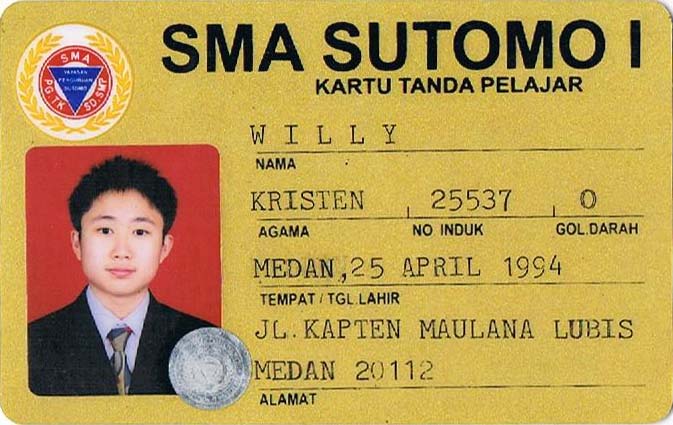 SMA SUTOMO I
KARTU TANDA PELAJAR
SMA
PG.TK
SD.SMP
YAYASAN
PERGURUAN
SUTOMO
WILLY
NAMA
KRISTEN 25537 O
AGAMA NO INDUK GOL.DARAH
MEDAN,25 APRIL 1994
TEMPAT / TGL LAHIR
JL.KAPTEN MAULANA LUBIS
MEDAN 20112
ALAMAT